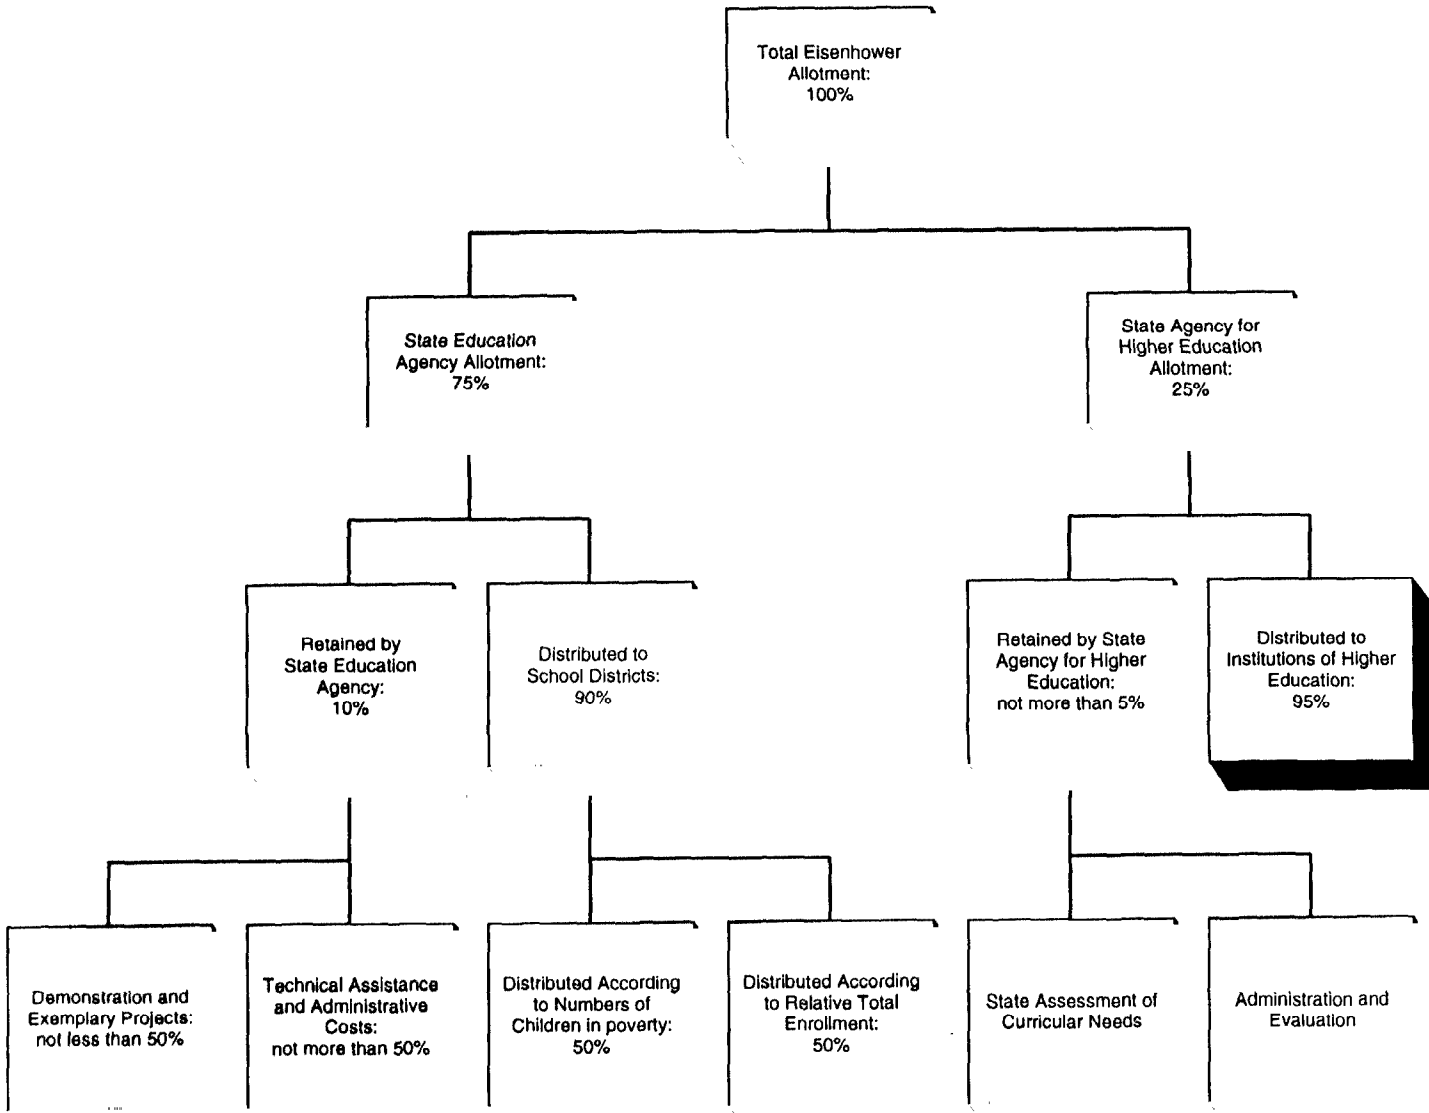 Total Eisenhower
Allotment:
100%
State Education
Agency Allotment:
75%
State Agency for
Higher Education
Allotment:
25%
Retained by
State Education
Agency:
10%
Distributed to
School Districts:
90%
Retained by State
Agency for Higher
Education:
not more than 5%
Distributed to
Institutions of Higher
Education:
95%
Demonstration and
Exemplary Projects:
not less than 50%
Technical Assistance
and Administrative
Costs:
not more than 50%
Distributed According
to Numbers of
Children in poverty:
50%
Distributed According
to Relative Total
Enrollment:
50%
State Assessment of
Curricular Needs
Administration and
Evaluation